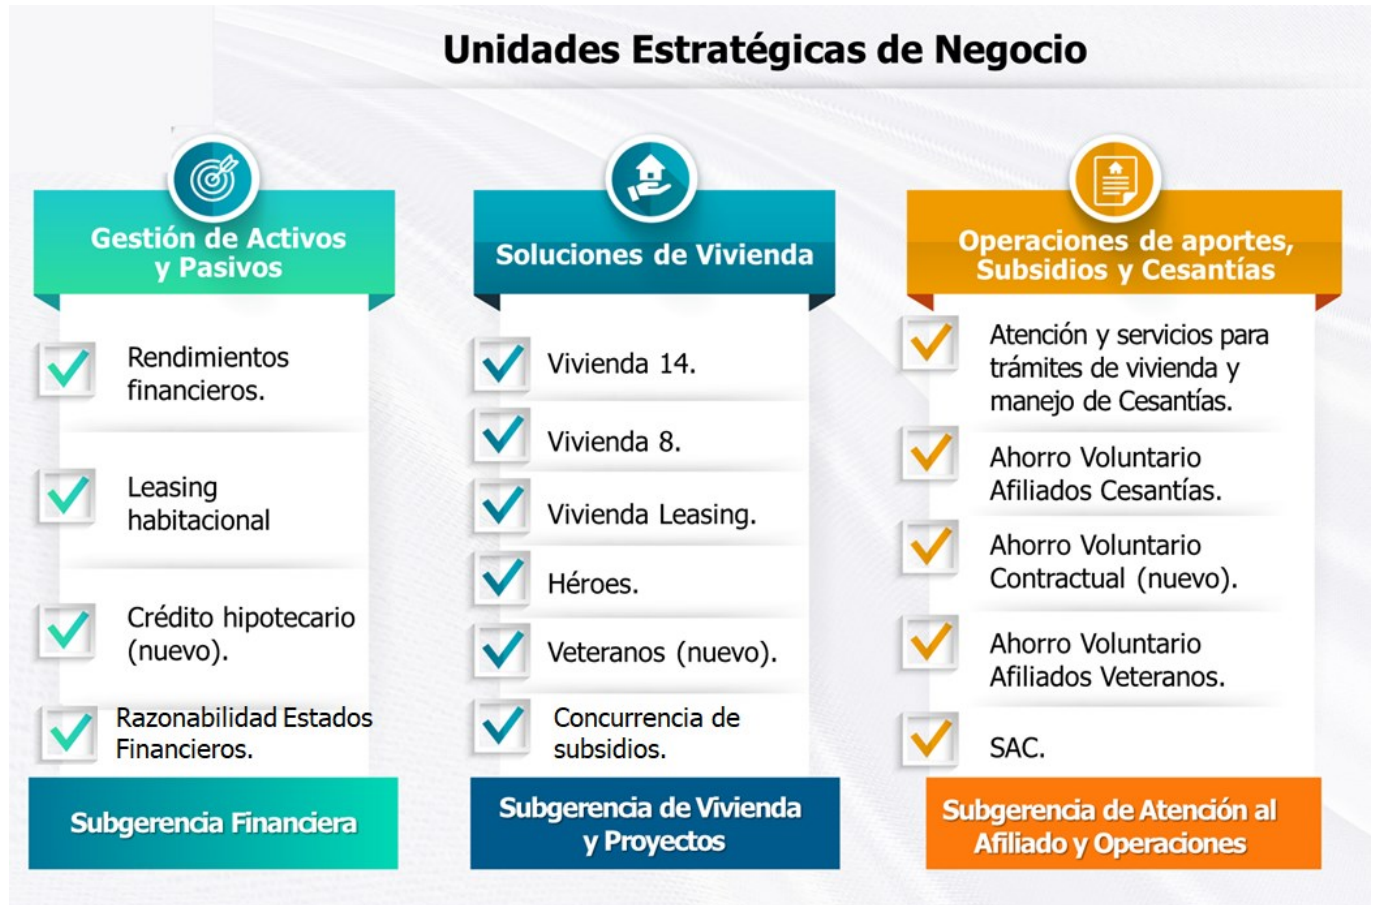 Unidades Estratégicas de Negocio
Gestión de Activos
y Pasivos
Rendimientos
financieros.
Leasing
habitacional
Crédito hipotecario
(nuevo).
Razonabilidad Estados
Financieros.
Subgerencia Financiera
Soluciones de Vivienda
Vivienda 14.
Vivienda 8.
Vivienda Leasing.
Héroes.
Veteranos (nuevo).
Concurrencia de
subsidios.
Subgerencia de Vivienda
y Proyectos
Operaciones de aportes,
Subsidios y Cesantías
Atención y servicios para
trámites de vivienda y
manejo de Cesantías.
Ahorro Voluntario
Afiliados Cesantías.
Ahorro Voluntario
Contractual (nuevo).
Ahorro Voluntario
Afiliados Veteranos.
SAC.
Subgerencia de Atención al
Afiliado y Operaciones